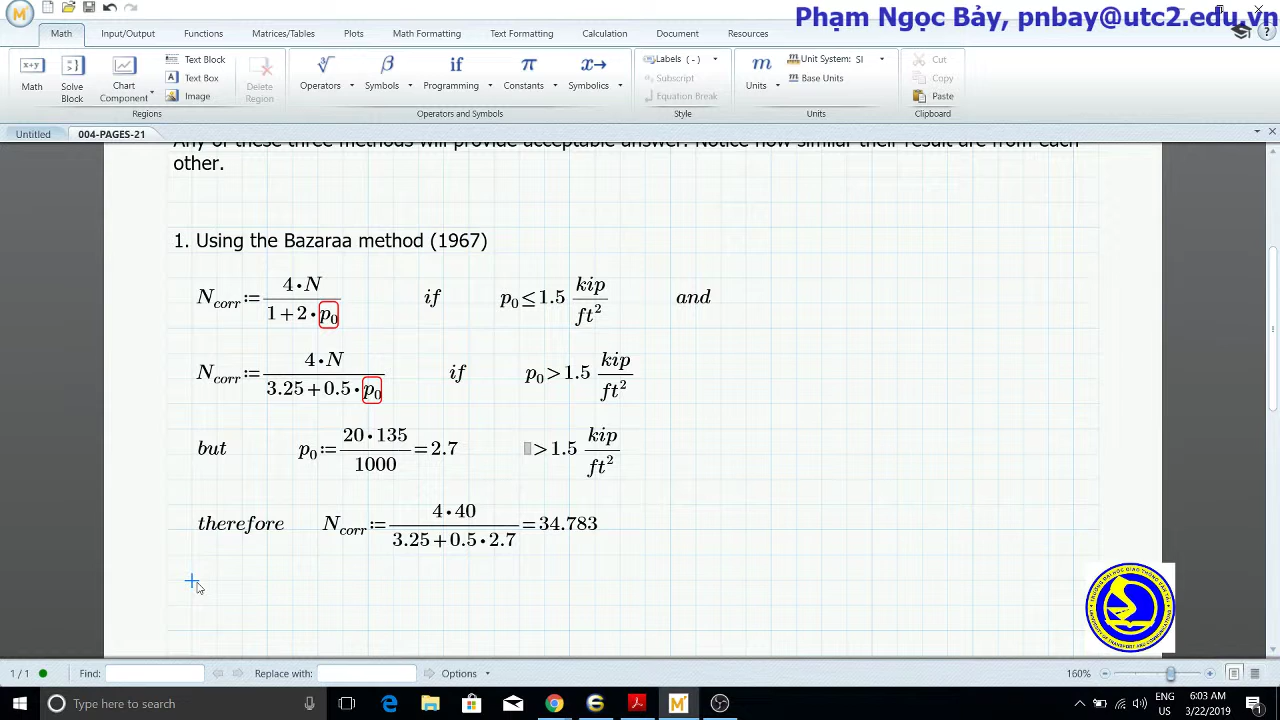 Phạm Ngọc Bảy, pnbay@utc2.edu.vn
Math Input/Output Functions Matrices/Tables Plots Math Formatting Text Formatting Calculation Document Resources
Math
Solve Block
Chart Component
Text Block
Text Box
Image
Delete Region
Regions
Operators
Symbols
Programming
Constants
Symbolics
Operators and Symbols
Labels (-)
Subscript
Equation Break
Style
Units
Unit System: SI
Base Units
Units
Cut
Copy
Paste
Clipboard
Untitled 004-PAGES-21
Any of these three methods will provide acceptable answer. Notice how similar their result are from each
other.
1. Using the Bazaraa method (1967)
N_corr := 4·N / (1+2·p₀) if p₀ ≤ 1.5 kip/ft² and
N_corr := 4·N / (3.25+0.5·p₀) if p₀ > 1.5 kip/ft²
but p₀ := 20·135 / 1000 = 2.7 > 1.5 kip/ft²
therefore N_corr := 4·40 / (3.25+0.5·2.7) = 34.783
1 / 1 Find: Replace with: Options 160%
Type here to search
ENG US
6:03 AM
3/22/2019